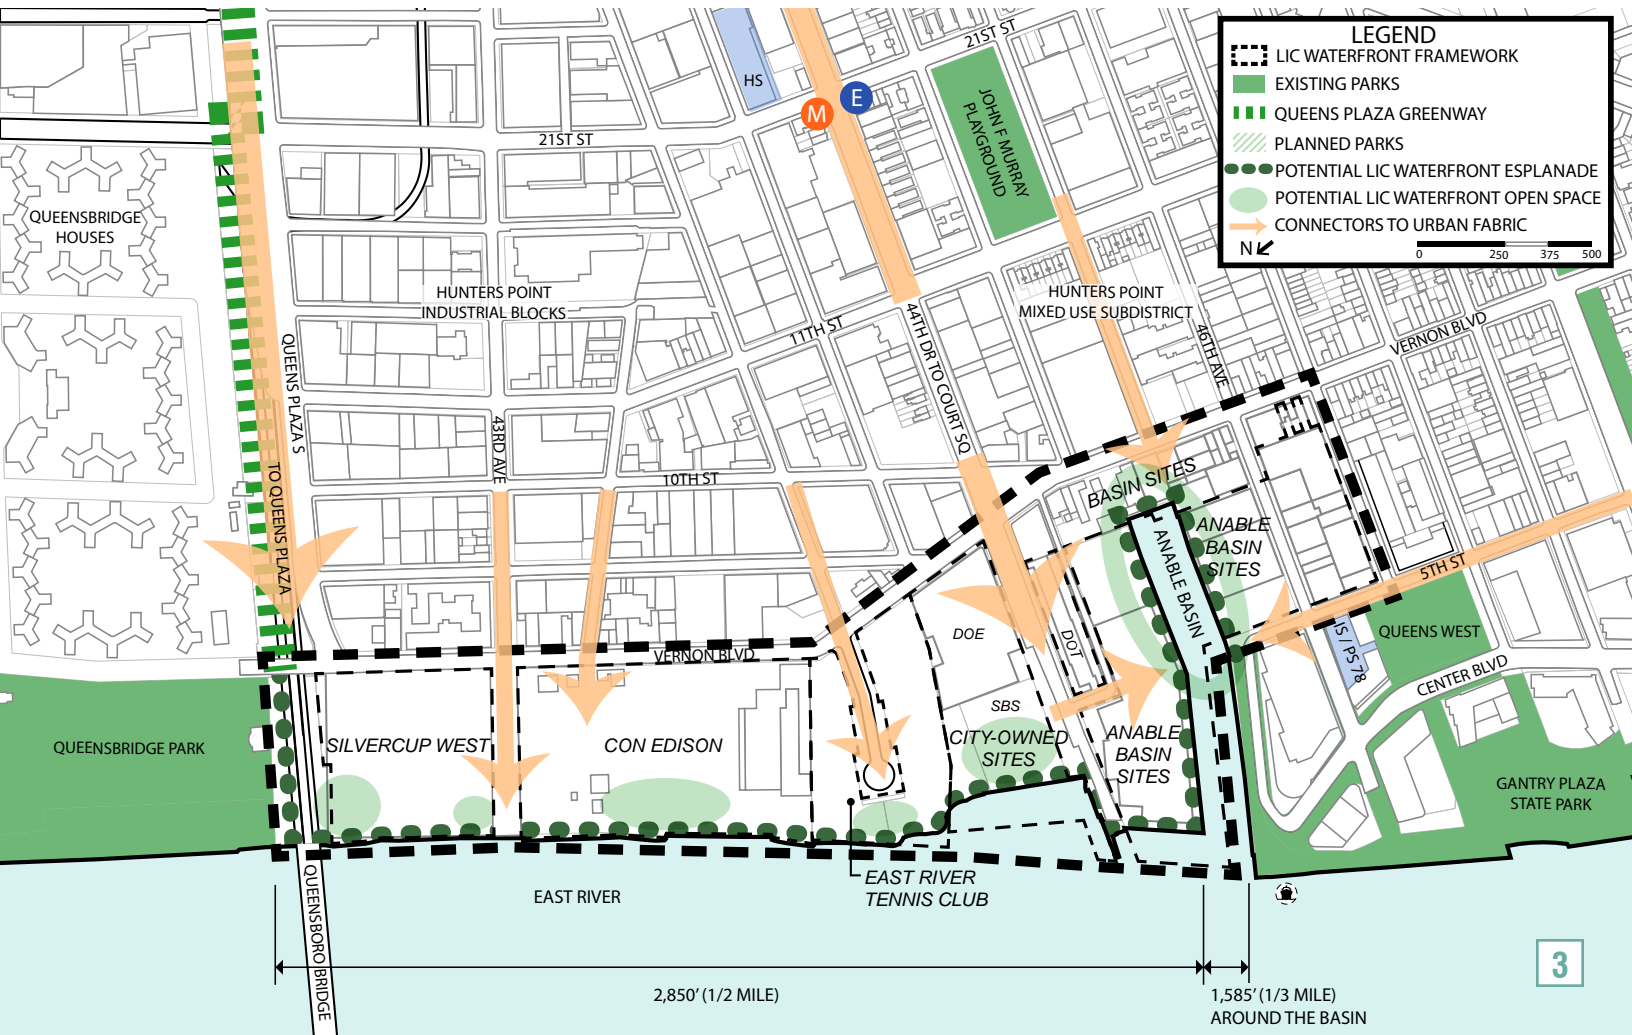 LEGEND
LIC WATERFRONT FRAMEWORK
EXISTING PARKS
QUEENS PLAZA GREENWAY
PLANNED PARKS
POTENTIAL LIC WATERFRONT ESPLANADE
POTENTIAL LIC WATERFRONT OPEN SPACE
CONNECTORS TO URBAN FABRIC
N
0 250 375 500
21ST ST
HS
M
E
JOHN F MURRAY
PLAYGROUND
21ST ST
QUEENSBRIDGE
HOUSES
HUNTERS POINT
INDUSTRIAL BLOCKS
HUNTERS POINT
MIXED USE SUBDISTRICT
11TH ST
44TH DR TO COURT SQ
46TH AVE
VERNON BLVD
QUEENS PLAZA S
TO QUEENS PLAZA
43RD AVE
10TH ST
BASIN SITES
ANABLE
BASIN
SITES
ANABLE BASIN
5TH ST
IS / PS 78
QUEENS WEST
CENTER BLVD
VERNON BLVD
DOE
DOT
SBS
CITY-OWNED
SITES
ANABLE
BASIN
SITES
QUEENSBRIDGE PARK
SILVERCUP WEST
CON EDISON
GANTRY PLAZA
STATE PARK
EAST RIVER
TENNIS CLUB
EAST RIVER
QUEENSBORO BRIDGE
2,850' (1/2 MILE)
1,585' (1/3 MILE)
AROUND THE BASIN
3